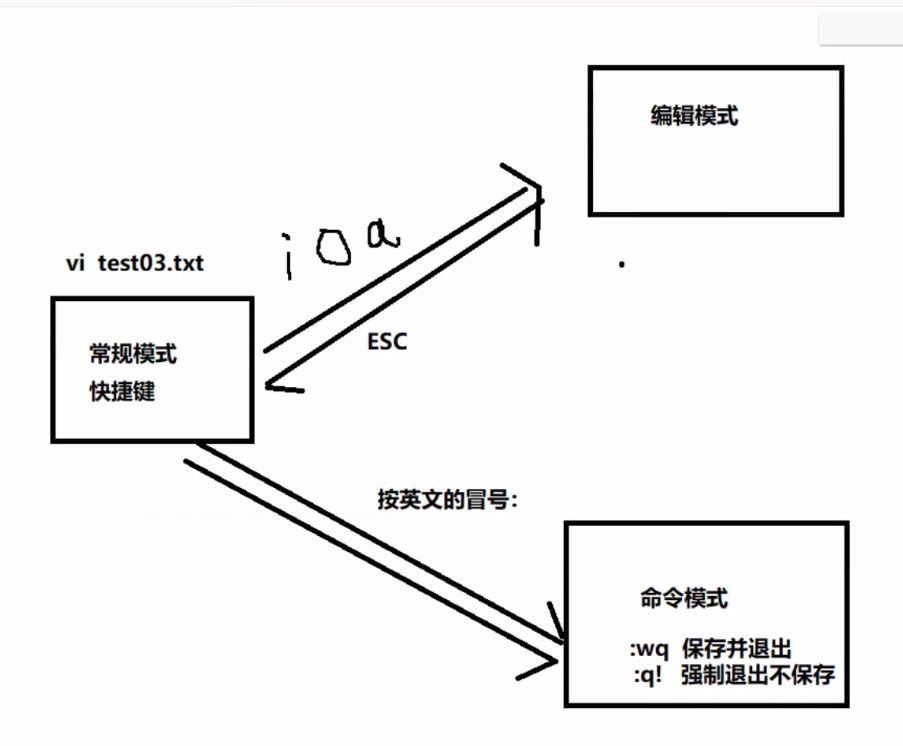 编辑模式
i o a
vi test03.txt
ESC
常规模式
快捷键
按英文的冒号：
命令模式
:wq 保存并退出
:q! 强制退出不保存